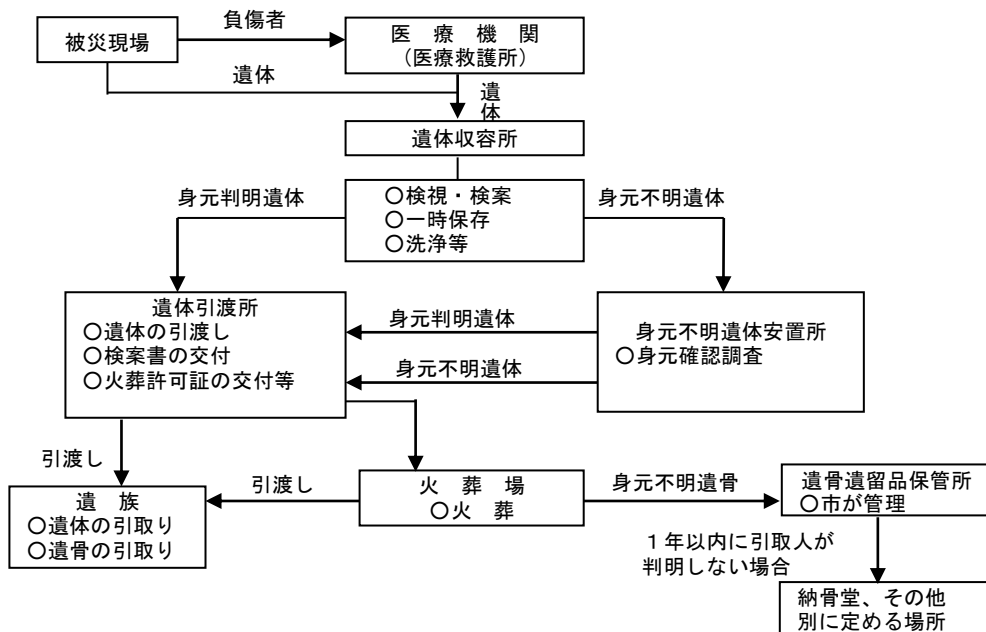 負傷者
被災現場
医療機関
(医療救護所)
遺体
遺体
遺体収容所
○検視・検案
○一時保存
○洗浄等
身元判明遺体
身元不明遺体
遺体引渡所
○遺体の引渡し
○検案書の交付
○火葬許可証の交付等
身元判明遺体
身元不明遺体
身元不明遺体安置所
○身元確認調査
引渡し
遺族
○遺体の引取り
○遺骨の引取り
引渡し
火葬場
○火葬
身元不明遺骨
遺骨遺留品保管所
○市が管理
1年以内に引取人が
判明しない場合
納骨堂、その他
別に定める場所